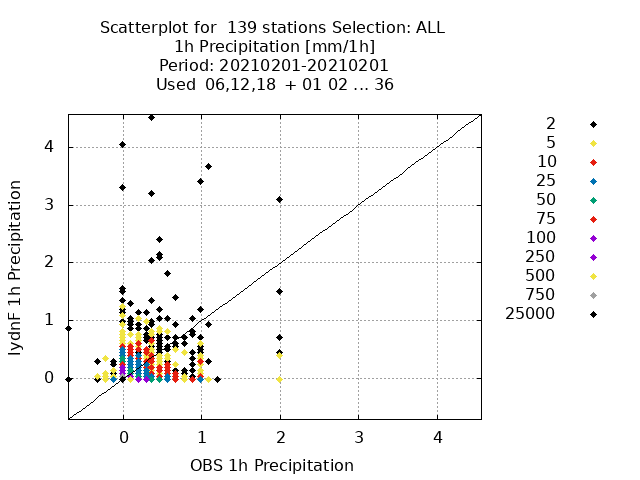 Scatterplot for  139 stations Selection: ALL
1h Precipitation [mm/1h]
Period: 20210201-20210201
Used  06,12,18  + 01 02 ... 36
IydnF 1h Precipitation
4
3
2
1
0
0 1 2 3 4
OBS 1h Precipitation
2
5
10
25
50
75
100
250
500
750
25000